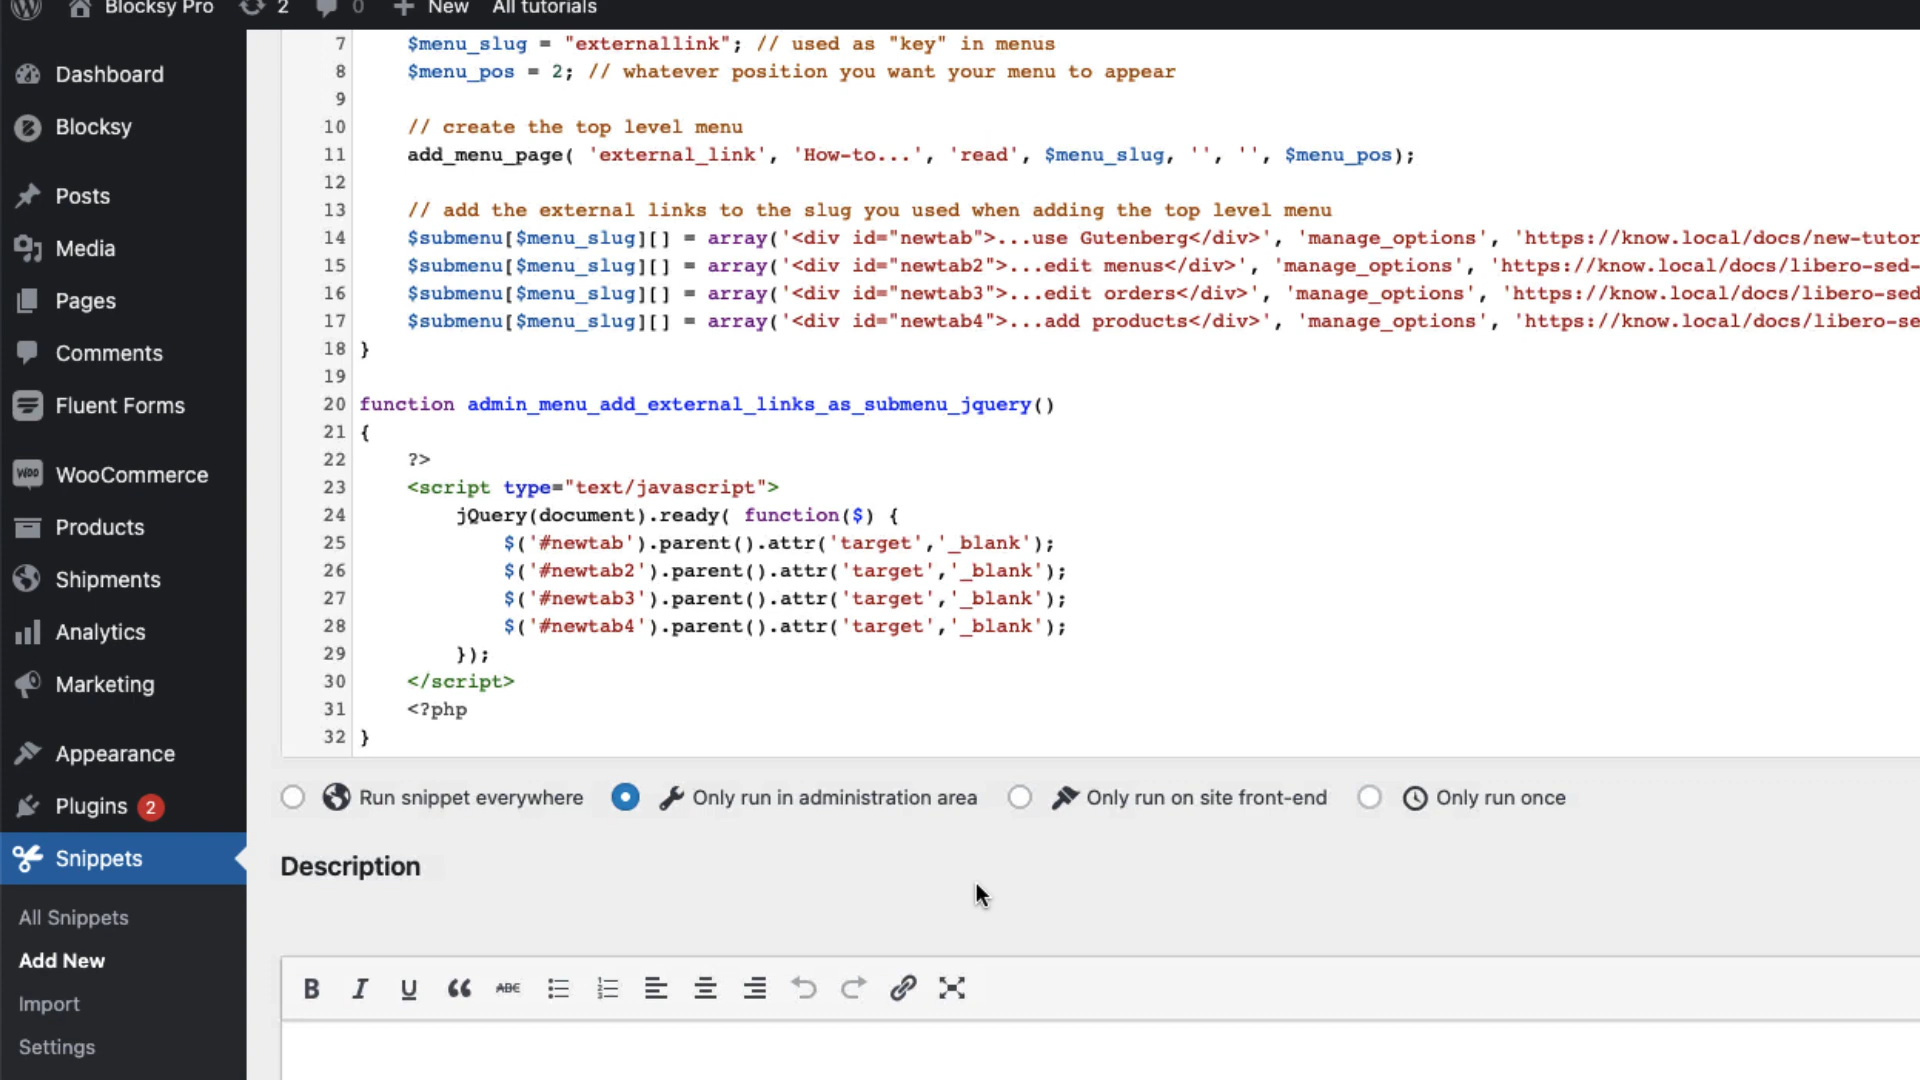 Blocksy Pro 2 0 New All tutorials
Dashboard
Blocksy
Posts
Media
Pages
Comments
Fluent Forms
WooCommerce
Products
Shipments
Analytics
Marketing
Appearance
Plugins 2
Snippets
All Snippets
Add New
Import
Settings
7 $menu_slug = "externallink"; // used as "key" in menus
8 $menu_pos = 2; // whatever position you want your menu to appear
9
10 // create the top level menu
11 add_menu_page( 'external_link', 'How-to...', 'read', $menu_slug, '', '', $menu_pos);
12
13 // add the external links to the slug you used when adding the top level menu
14 $submenu[$menu_slug][] = array('<div id="newtab">...use Gutenberg</div>', 'manage_options', 'https://know.local/docs/new-tutor
15 $submenu[$menu_slug][] = array('<div id="newtab2">...edit menus</div>', 'manage_options', 'https://know.local/docs/libero-sed-
16 $submenu[$menu_slug][] = array('<div id="newtab3">...edit orders</div>', 'manage_options', 'https://know.local/docs/libero-sed
17 $submenu[$menu_slug][] = array('<div id="newtab4">...add products</div>', 'manage_options', 'https://know.local/docs/libero-se
18 }
19
20 function admin_menu_add_external_links_as_submenu_jquery()
21 {
22 ?>
23 <script type="text/javascript">
24 jQuery(document).ready( function($) {
25 $('#newtab').parent().attr('target','_blank');
26 $('#newtab2').parent().attr('target','_blank');
27 $('#newtab3').parent().attr('target','_blank');
28 $('#newtab4').parent().attr('target','_blank');
29 });
30 </script>
31 <?php
32 }
Run snippet everywhere Only run in administration area Only run on site front-end Only run once
Description
B I U ABC